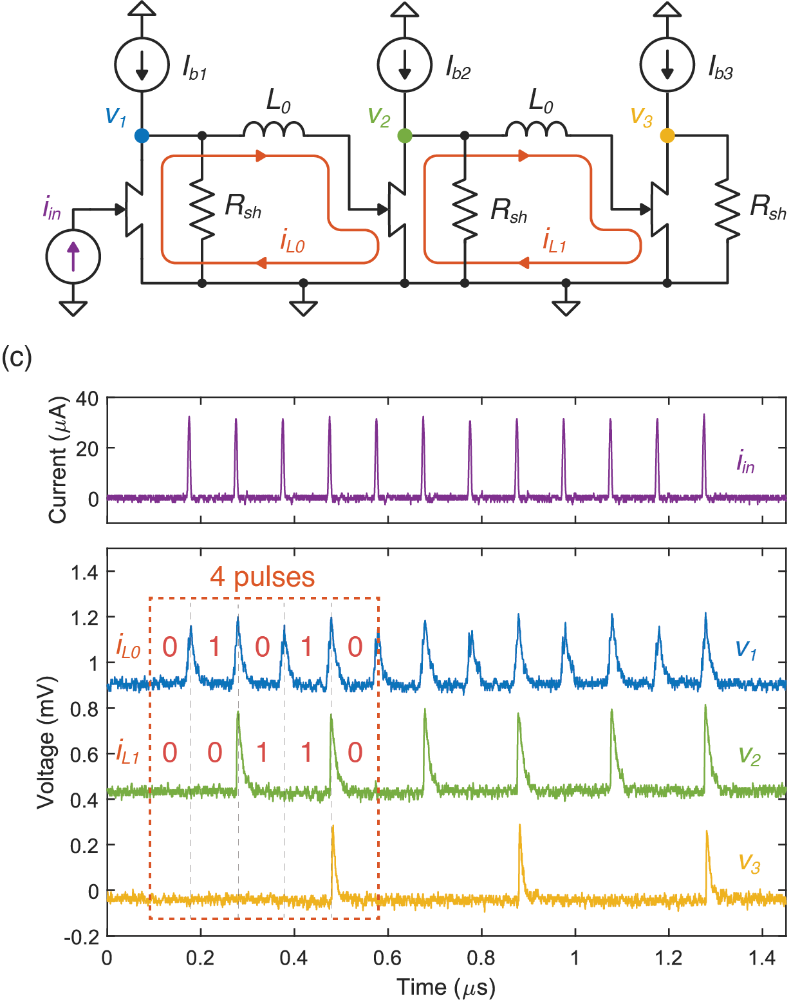 Ib1
Ib2
Ib3
v1
L0
v2
L0
v3
iin
Rsh
Rsh
Rsh
iL0
iL1
(c)
Current (μA)
40
20
0
iin
Voltage (mV)
1.4
1.2
1
0.8
0.6
0.4
0.2
0
-0.2
4 pulses
iL0 0 1 0 1 0
v1
iL1 0 0 1 1 0
v2
v3
0 0.2 0.4 0.6 0.8 1 1.2 1.4
Time (μs)